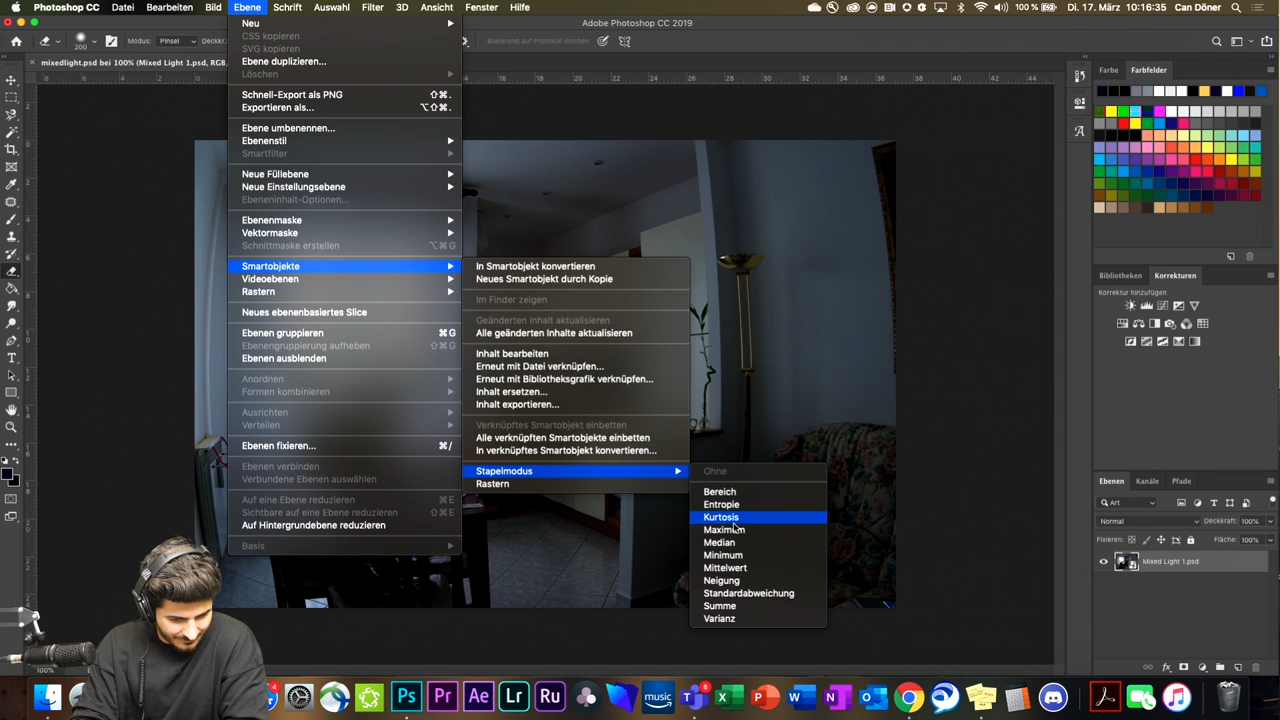 Photoshop CC Datei Bearbeiten Bild Ebene Schrift Auswahl Filter 3D Ansicht Fenster Hilfe 100 % Di. 17. März 10:16:35 Can Döner
Adobe Photoshop CC 2019
200 Modus: Pinsel Deckkr. Basierend auf Protokoll löschen
mixedlight.psd bei 100% (Mixed Light 1.psd, RGB,
Neu
CSS kopieren
SVG kopieren
Ebene duplizieren...
Löschen
Schnell-Export als PNG ⇧⌘.
Exportieren als... ⌥⇧⌘.
Ebene umbenennen...
Ebenenstil
Smartfilter
Neue Füllebene
Neue Einstellungsebene
Ebeneninhalt-Optionen...
Ebenenmaske
Vektormaske
Schnittmaske erstellen ⌥⌘G
Smartobjekte
Videoebenen
Rastern
Neues ebenenbasiertes Slice
Ebenen gruppieren ⌘G
Ebenengruppierung aufheben ⇧⌘G
Ebenen ausblenden
Anordnen
Formen kombinieren
Ausrichten
Verteilen
Ebenen fixieren... ⌘/
Ebenen verbinden
Verbundene Ebenen auswählen
Auf eine Ebene reduzieren ⌘E
Sichtbare auf eine Ebene reduzieren ⇧⌘E
Auf Hintergrundebene reduzieren
Basis
In Smartobjekt konvertieren
Neues Smartobjekt durch Kopie
Im Finder zeigen
Geänderten Inhalt aktualisieren
Alle geänderten Inhalte aktualisieren
Inhalt bearbeiten
Erneut mit Datei verknüpfen...
Erneut mit Bibliotheksgrafik verknüpfen...
Inhalt ersetzen...
Inhalt exportieren...
Verknüpftes Smartobjekt einbetten
Alle verknüpften Smartobjekte einbetten
In verknüpftes Smartobjekt konvertieren...
Stapelmodus
Rastern
Ohne
Bereich
Entropie
Kurtosis
Maximum
Median
Minimum
Mittelwert
Neigung
Standardabweichung
Summe
Varianz
Farbe Farbfelder
Bibliotheken Korrekturen
Korrektur hinzufügen
Ebenen Kanäle Pfade
Art
Normal Deckkraft: 100%
Fixieren: Fläche: 100%
Mixed Light 1.psd
100%
Ps Pr Ae Lr Ru music